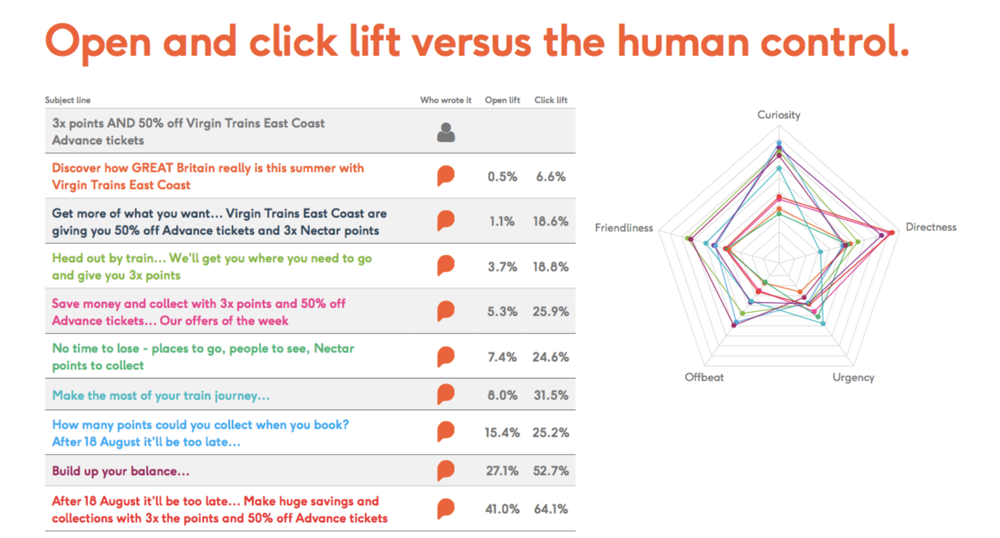 Open and click lift versus the human control.
Subject line Who wrote it Open lift Click lift
3x points AND 50% off Virgin Trains East Coast
Advance tickets
Discover how GREAT Britain really is this summer with
Virgin Trains East Coast
0.5% 6.6%
Get more of what you want... Virgin Trains East Coast are
giving you 50% off Advance tickets and 3x Nectar points
1.1% 18.6%
Head out by train... We'll get you where you need to go
and give you 3x points
3.7% 18.8%
Save money and collect with 3x points and 50% off
Advance tickets... Our offers of the week
5.3% 25.9%
No time to lose - places to go, people to see, Nectar
points to collect
7.4% 24.6%
Make the most of your train journey...
8.0% 31.5%
How many points could you collect when you book?
After 18 August it'll be too late...
15.4% 25.2%
Build up your balance...
27.1% 52.7%
After 18 August it'll be too late... Make huge savings and
collections with 3x the points and 50% off Advance tickets
41.0% 64.1%
Curiosity
Friendliness
Directness
Offbeat
Urgency